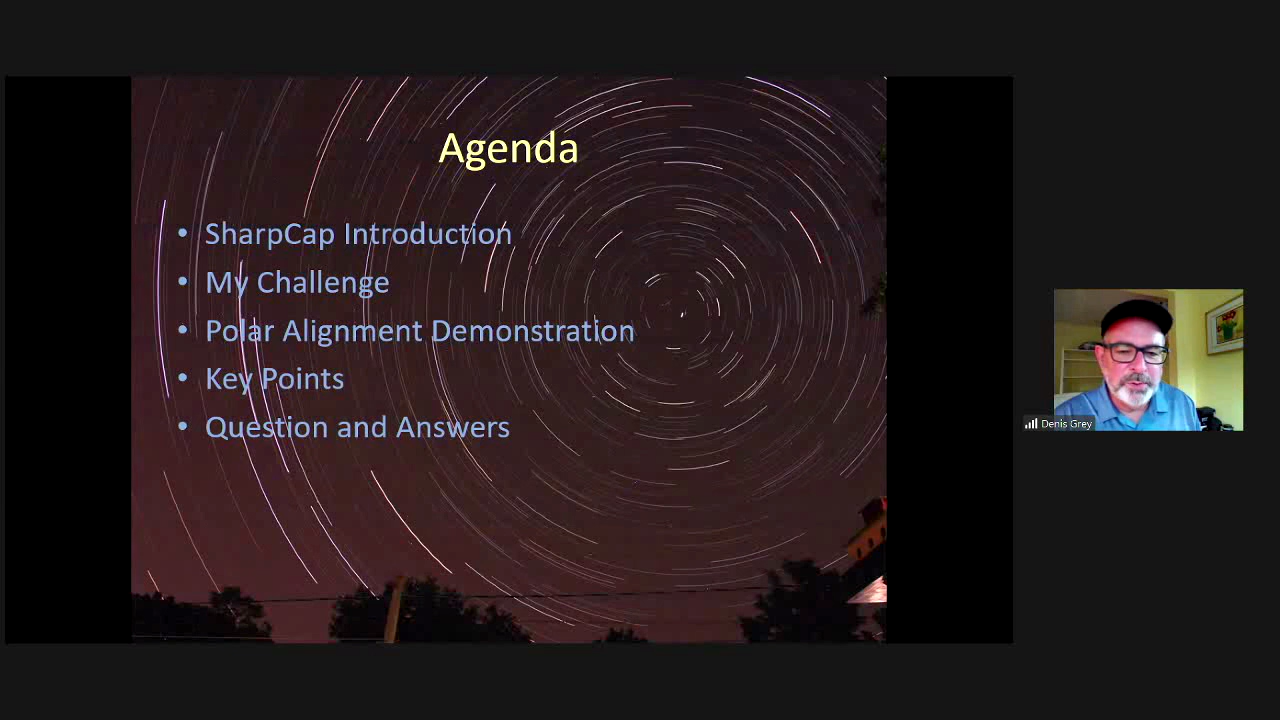 Agenda
• SharpCap Introduction
• My Challenge
• Polar Alignment Demonstration
• Key Points
• Question and Answers
Denis Grey